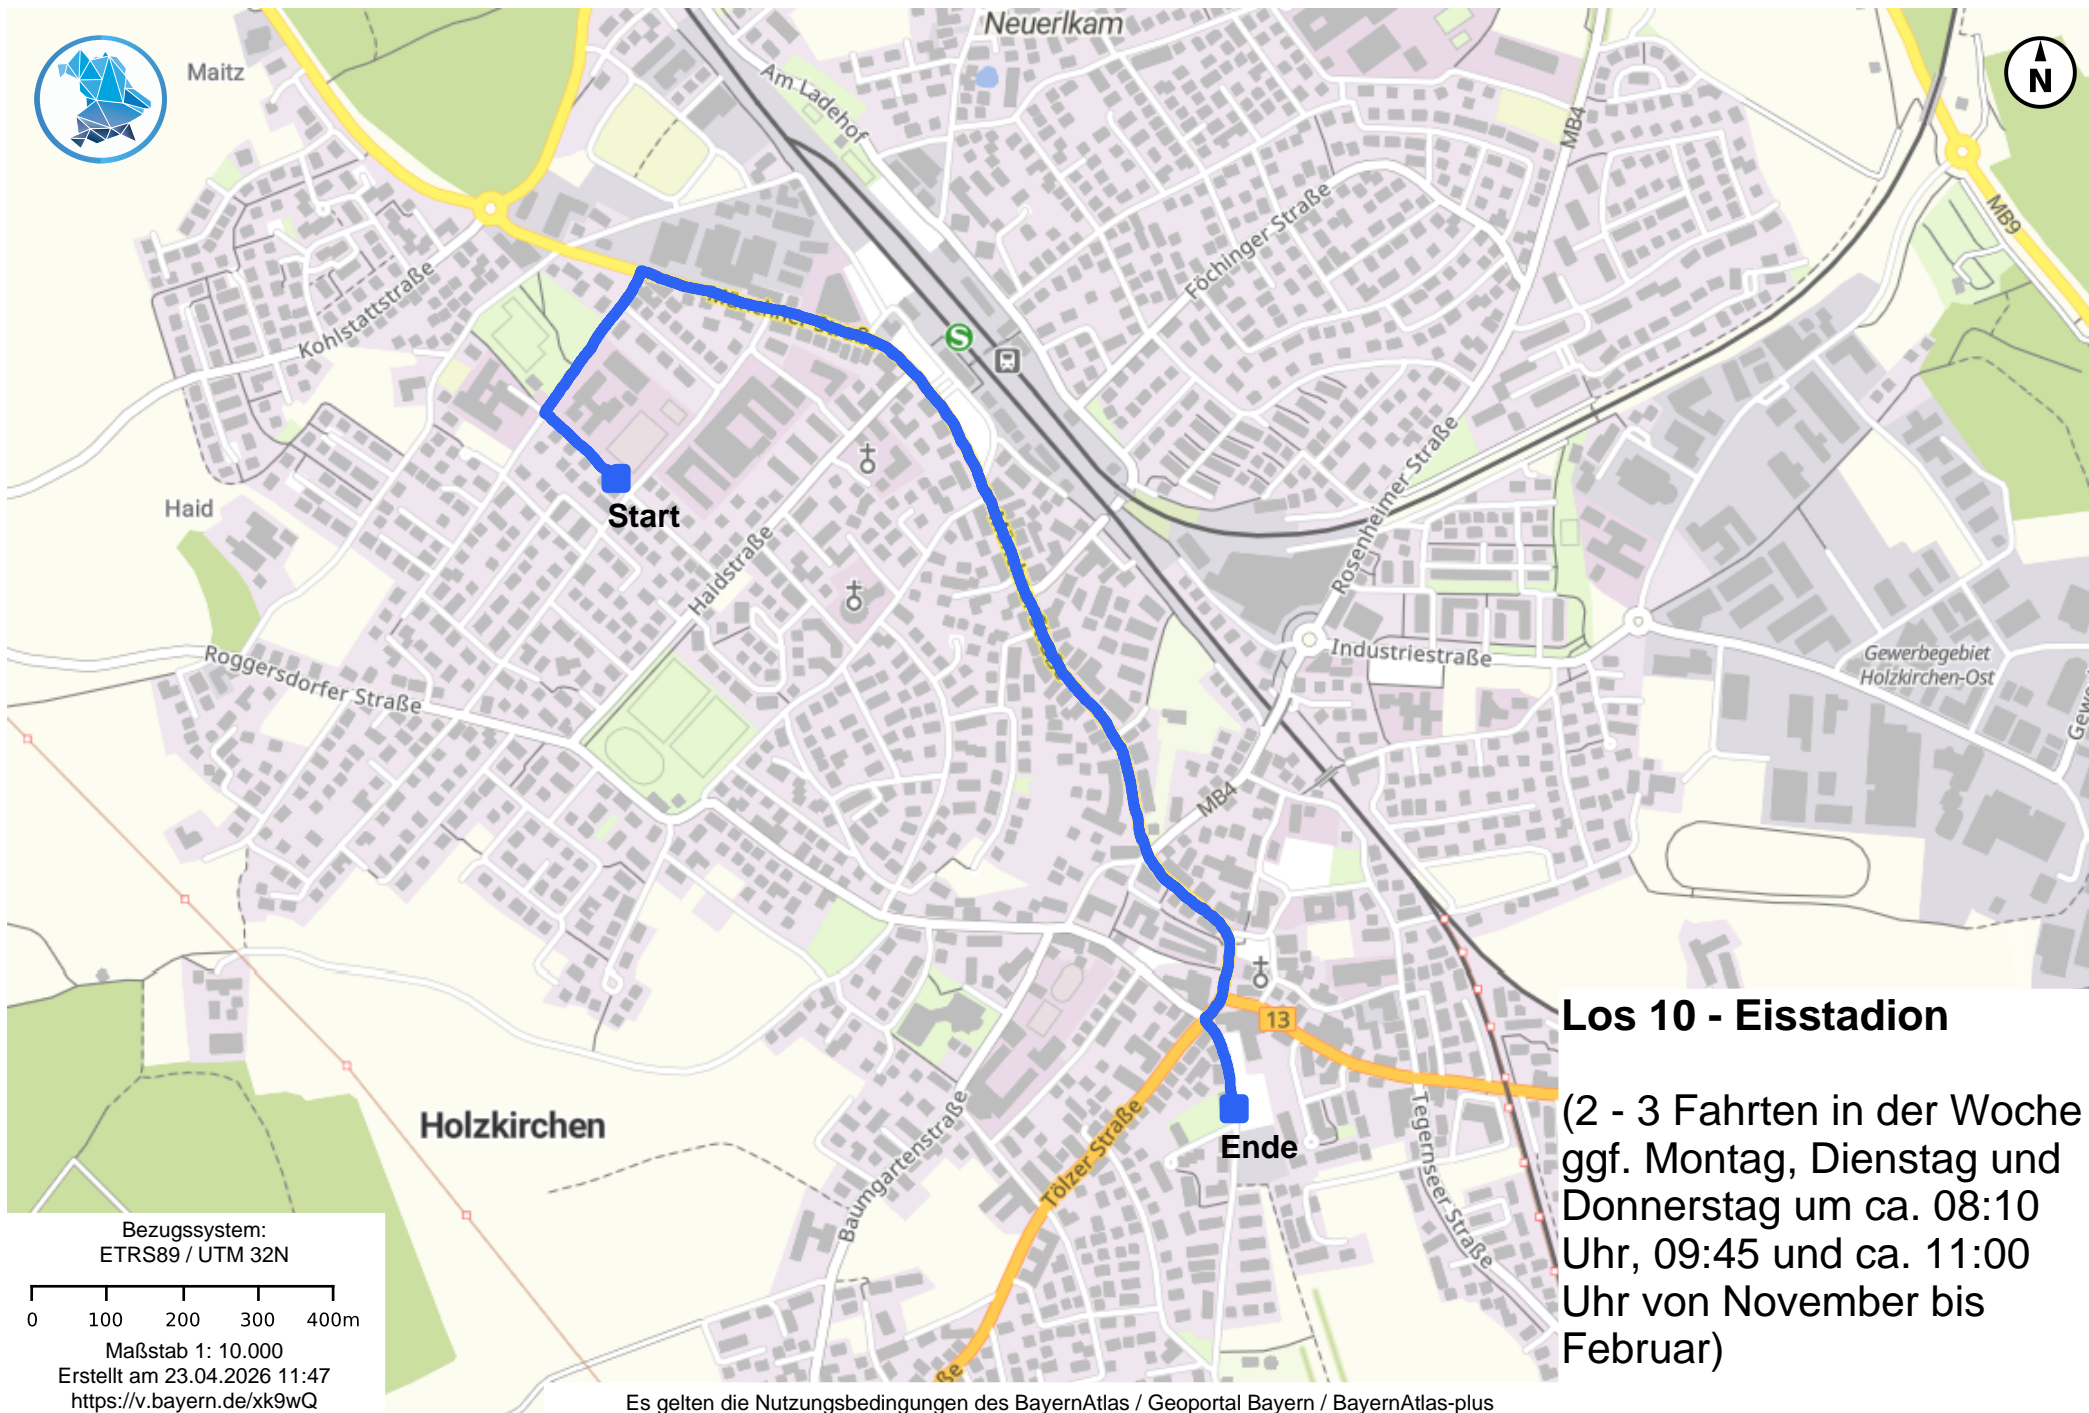 Neuerlkam
Maitz
Am Ladehof
N
MB4
MB9
Föchinger Straße
Kohlstattstraße
S
Haid
Start
Haidstraße
Rosenheimer Straße
Industriestraße
Gewerbegebiet
Holzkirchen-Ost
Roggersdorfer Straße
MB4
13
Los 10 - Eisstadion
(2 - 3 Fahrten in der Woche
ggf. Montag, Dienstag und
Donnerstag um ca. 08:10
Uhr, 09:45 und ca. 11:00
Uhr von November bis
Februar)
Holzkirchen
Baumgartenstraße
Tölzer Straße
Ende
Tegernseer Straße
Bezugssystem:
ETRS89 / UTM 32N
0 100 200 300 400m
Maßstab 1: 10.000
Erstellt am 23.04.2026 11:47
https://v.bayern.de/xk9wQ
Es gelten die Nutzungsbedingungen des BayernAtlas / Geoportal Bayern / BayernAtlas-plus